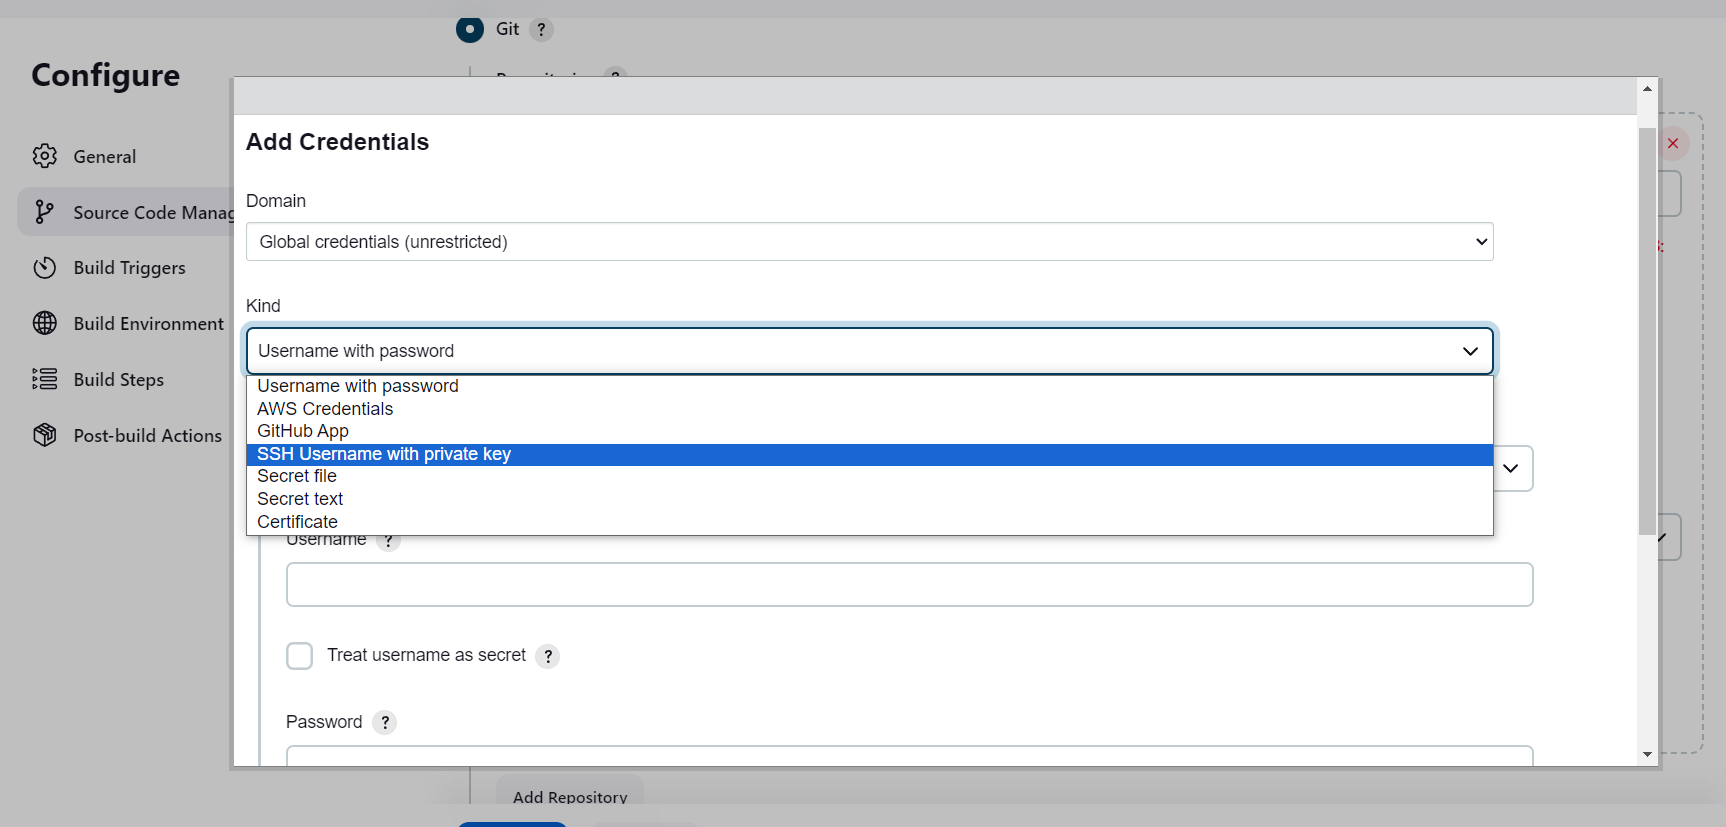 Git ?
Configure
Add Credentials
General
Domain
Source Code Manag
Global credentials (unrestricted)
Build Triggers
Kind
Build Environment
Username with password
Build Steps
Username with password
AWS Credentials
GitHub App
Post-build Actions
SSH Username with private key
Secret file
Secret text
Certificate
Username ?
Treat username as secret ?
Password ?
Add Repository